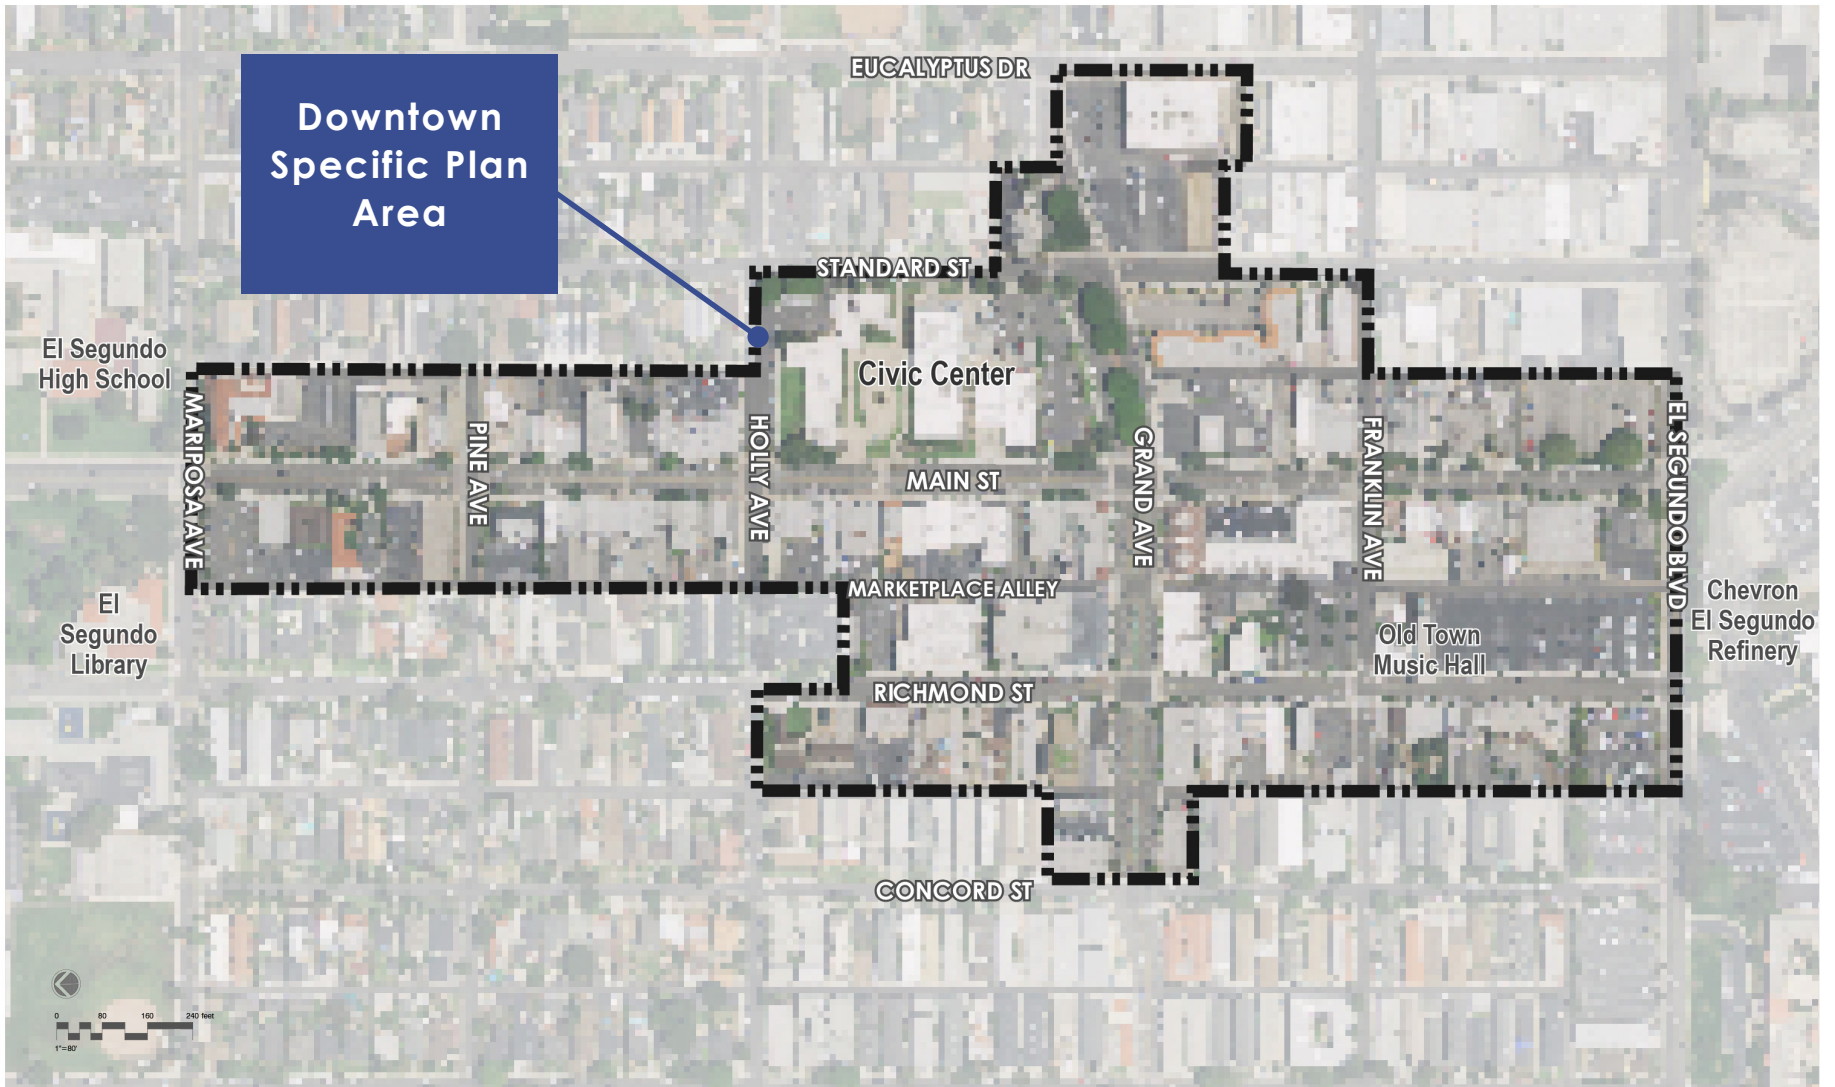 EUCALYPTUS DR
Downtown
Specific Plan
Area
STANDARD ST
El Segundo
High School
Civic Center
MARIPOSA AVE
PINE AVE
HOLLY AVE
MAIN ST
GRAND AVE
FRANKLIN AVE
EL SEGUNDO BLVD
MARKETPLACE ALLEY
El
Segundo
Library
Chevron
El Segundo
Refinery
Old Town
Music Hall
RICHMOND ST
CONCORD ST
0 80 160 240 feet
1"=80'